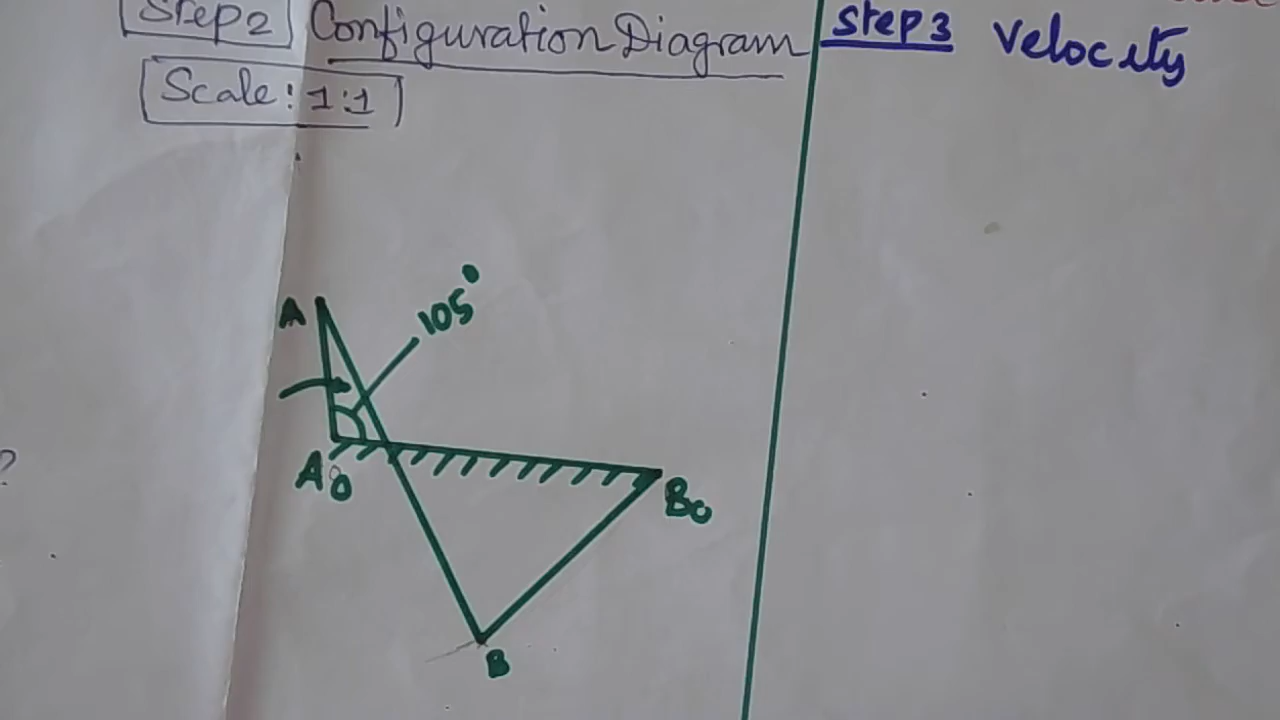 Step2 Configuration Diagram
Scale: 1:1
Step3 Velocity
105°
A
A0
B0
B
?